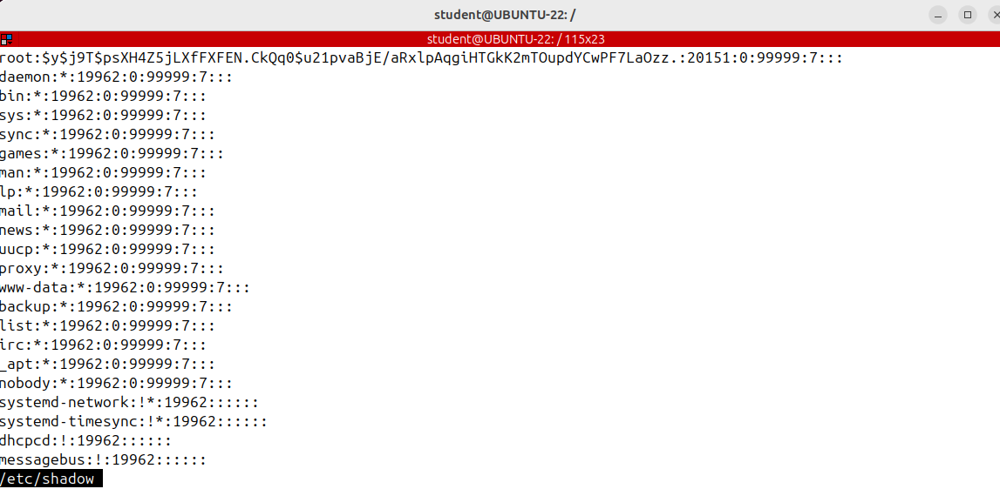 student@UBUNTU-22: /
student@UBUNTU-22: / 115x23
root:$y$j9T$psXH4Z5jLXfFXFEN.CkQq0$u21pvaBjE/aRxlpAqgiHTGkK2mTOupdYCwPF7LaOzz.:20151:0:99999:7:::
daemon:*:19962:0:99999:7:::
bin:*:19962:0:99999:7:::
sys:*:19962:0:99999:7:::
sync:*:19962:0:99999:7:::
games:*:19962:0:99999:7:::
man:*:19962:0:99999:7:::
lp:*:19962:0:99999:7:::
mail:*:19962:0:99999:7:::
news:*:19962:0:99999:7:::
uucp:*:19962:0:99999:7:::
proxy:*:19962:0:99999:7:::
www-data:*:19962:0:99999:7:::
backup:*:19962:0:99999:7:::
list:*:19962:0:99999:7:::
irc:*:19962:0:99999:7:::
_apt:*:19962:0:99999:7:::
nobody:*:19962:0:99999:7:::
systemd-network:!*:19962::::::
systemd-timesync:!*:19962::::::
dhcpcd:!:19962::::::
messagebus:!:19962::::::
/etc/shadow